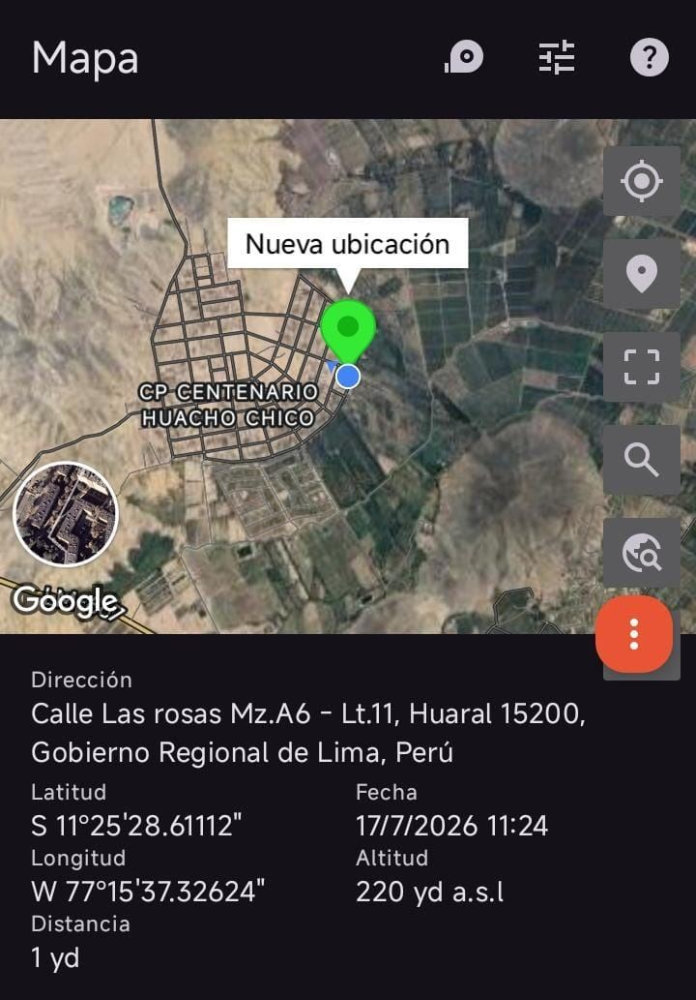 Mapa
?
Nueva ubicación
CP CENTENARIO
HUACHO CHICO
Google
Dirección
Calle Las rosas Mz.A6 - Lt.11, Huaral 15200,
Gobierno Regional de Lima, Perú
Latitud
S 11°25'28.61112"
Fecha
17/7/2026 11:24
Longitud
W 77°15'37.32624"
Altitud
220 yd a.s.l
Distancia
1 yd